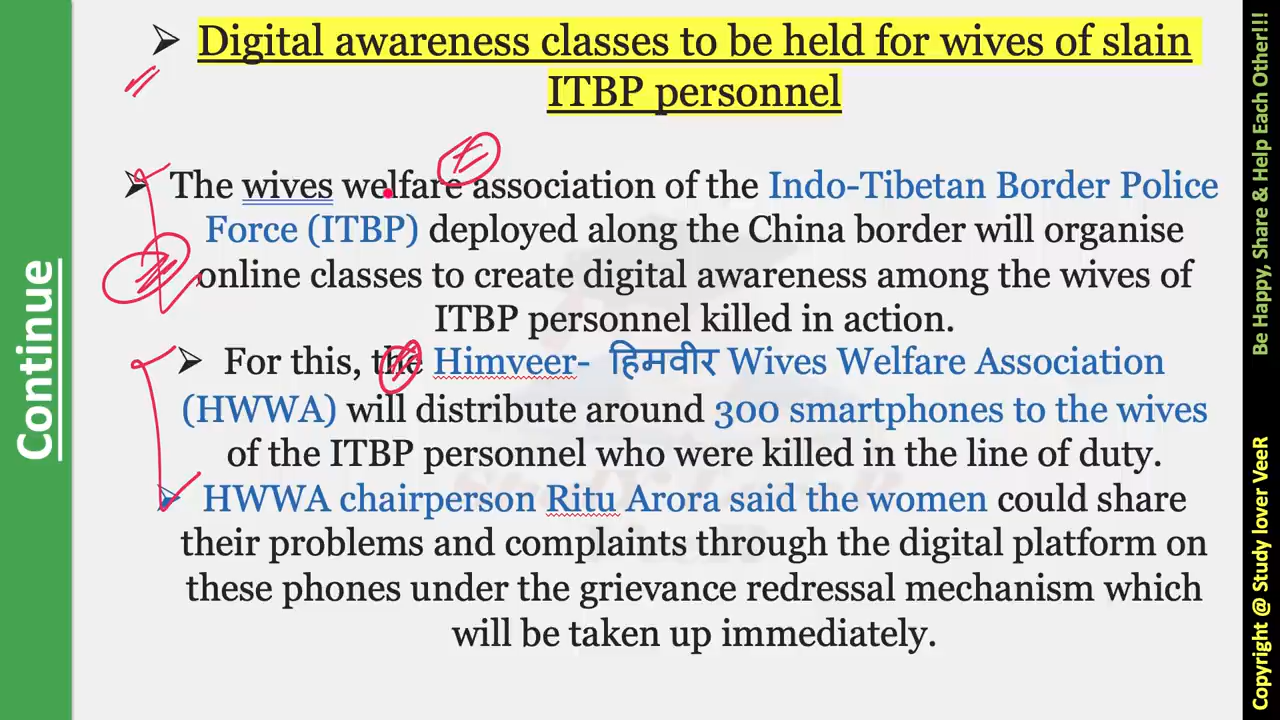 ➢ Digital awareness classes to be held for wives of slain
ITBP personnel
➢ The wives welfare association of the Indo-Tibetan Border Police
Force (ITBP) deployed along the China border will organise
online classes to create digital awareness among the wives of
ITBP personnel killed in action.
➢ For this, the Himveer- हिमवीर Wives Welfare Association
(HWWA) will distribute around 300 smartphones to the wives
of the ITBP personnel who were killed in the line of duty.
➢ HWWA chairperson Ritu Arora said the women could share
their problems and complaints through the digital platform on
these phones under the grievance redressal mechanism which
will be taken up immediately.
Continue
Copyright @ Study lover VeeR
Be Happy, Share & Help Each Other!!!